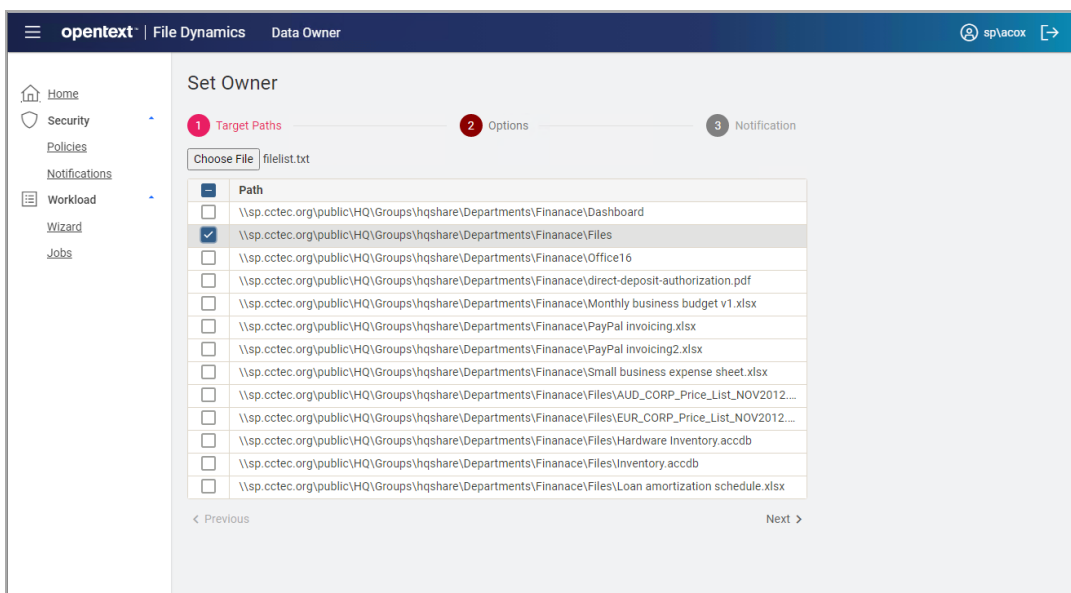 opentext™ | File Dynamics Data Owner sp\acox
Home
Security
Policies
Notifications
Workload
Wizard
Jobs
Set Owner
1 Target Paths 2 Options 3 Notification
Choose File filelist.txt
Path
\\sp.cctec.org\public\HQ\Groups\hqshare\Departments\Finanace\Dashboard
\\sp.cctec.org\public\HQ\Groups\hqshare\Departments\Finanace\Files
\\sp.cctec.org\public\HQ\Groups\hqshare\Departments\Finanace\Office16
\\sp.cctec.org\public\HQ\Groups\hqshare\Departments\Finanace\direct-deposit-authorization.pdf
\\sp.cctec.org\public\HQ\Groups\hqshare\Departments\Finanace\Monthly business budget v1.xlsx
\\sp.cctec.org\public\HQ\Groups\hqshare\Departments\Finanace\PayPal invoicing.xlsx
\\sp.cctec.org\public\HQ\Groups\hqshare\Departments\Finanace\PayPal invoicing2.xlsx
\\sp.cctec.org\public\HQ\Groups\hqshare\Departments\Finanace\Small business expense sheet.xlsx
\\sp.cctec.org\public\HQ\Groups\hqshare\Departments\Finanace\Files\AUD_CORP_Price_List_NOV2012....
\\sp.cctec.org\public\HQ\Groups\hqshare\Departments\Finanace\Files\EUR_CORP_Price_List_NOV2012....
\\sp.cctec.org\public\HQ\Groups\hqshare\Departments\Finanace\Files\Hardware Inventory.accdb
\\sp.cctec.org\public\HQ\Groups\hqshare\Departments\Finanace\Files\Inventory.accdb
\\sp.cctec.org\public\HQ\Groups\hqshare\Departments\Finanace\Files\Loan amortization schedule.xlsx
Previous Next